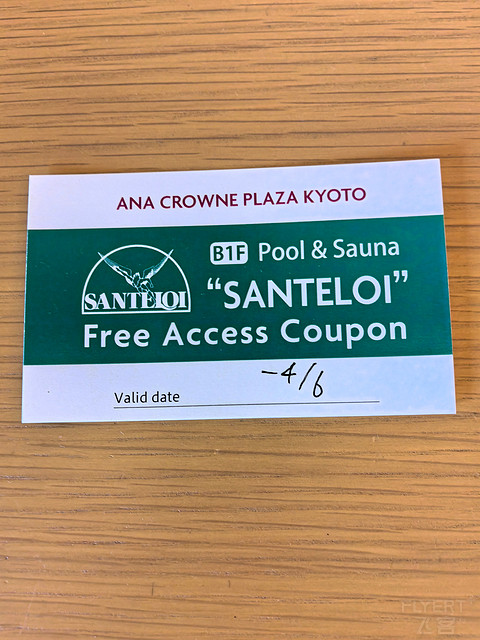 ANA CROWNE PLAZA KYOTO
B1F Pool & Sauna
SANTELOI
“SANTELOI”
Free Access Coupon
-4/6
Valid date
FLYERT